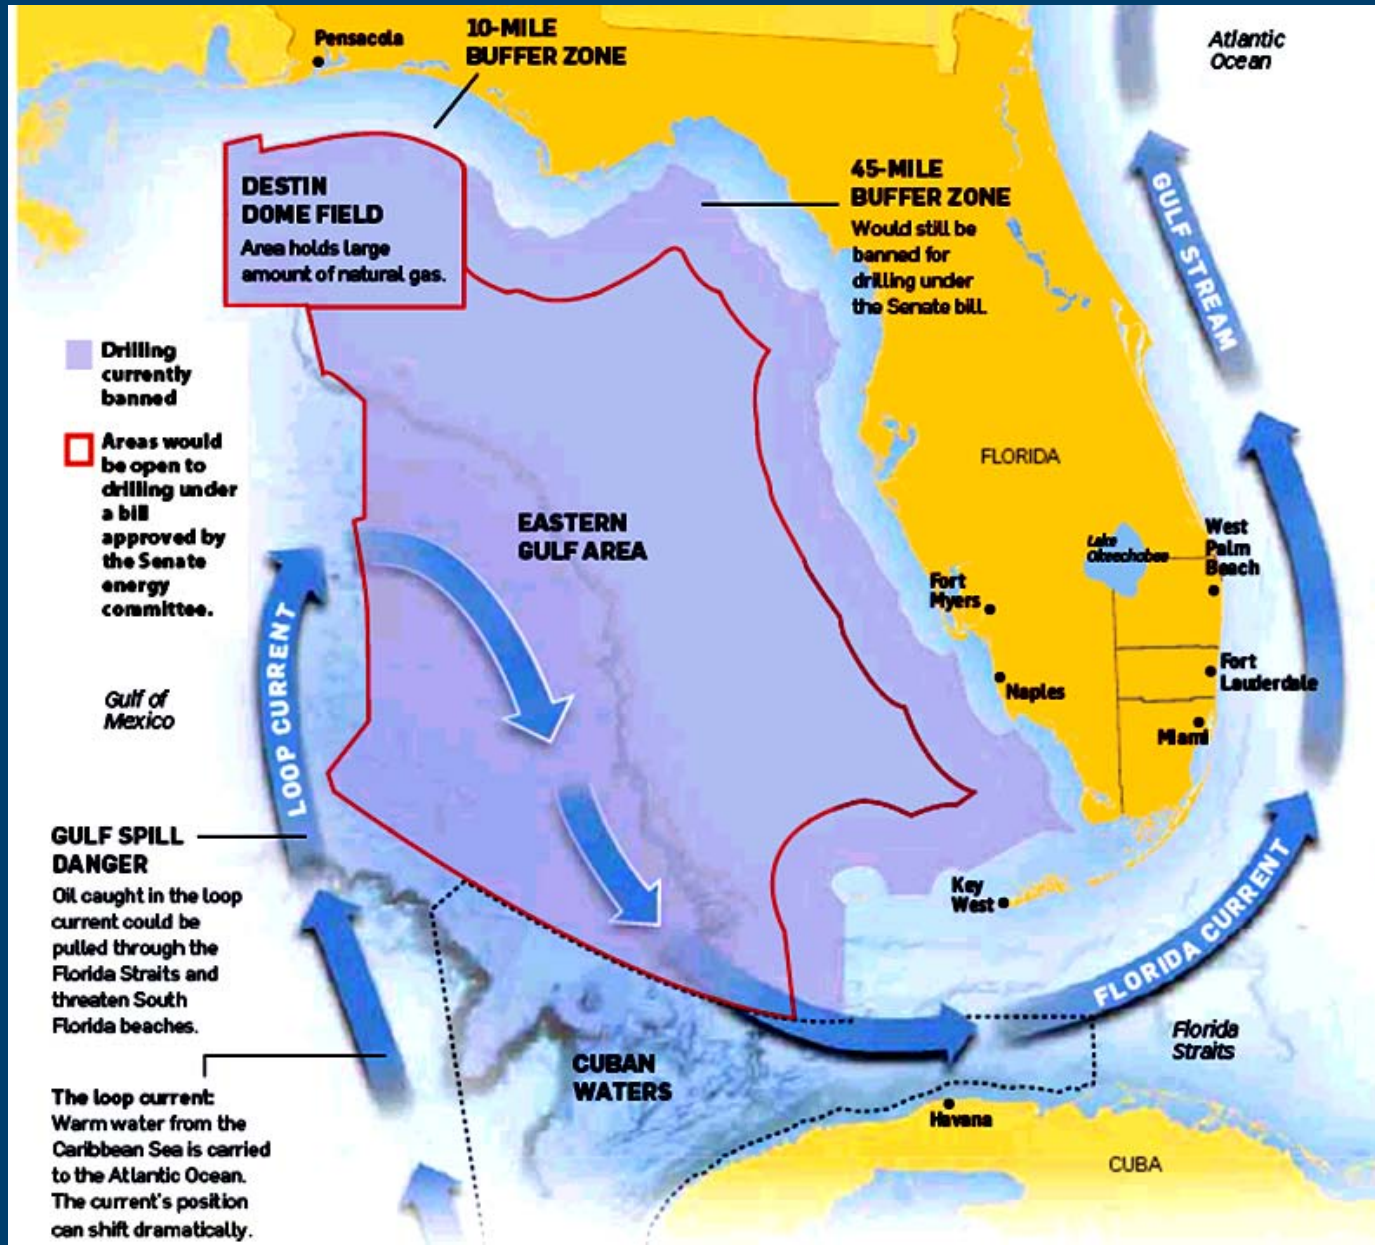 Pensacola
10-MILE
BUFFER ZONE
Atlantic
Ocean
DESTIN
DOME FIELD
Area holds large
amount of natural gas.
45-MILE
BUFFER ZONE
Would still be
banned for
drilling under
the Senate bill.
GULF STREAM
Drilling
currently
banned
Areas would
be open to
drilling under
a bill
approved by
the Senate
energy
committee.
FLORIDA
EASTERN
GULF AREA
Lake
Okeechobee
West
Palm
Beach
Fort
Myers
Fort
Lauderdale
Naples
Miami
Gulf of
Mexico
LOOP CURRENT
GULF SPILL
DANGER
Oil caught in the loop
current could be
pulled through the
Florida Straits and
threaten South
Florida beaches.
Key
West
FLORIDA CURRENT
Florida
Straits
CUBAN
WATERS
The loop current:
Warm water from the
Caribbean Sea is carried
to the Atlantic Ocean.
The current's position
can shift dramatically.
Havana
CUBA